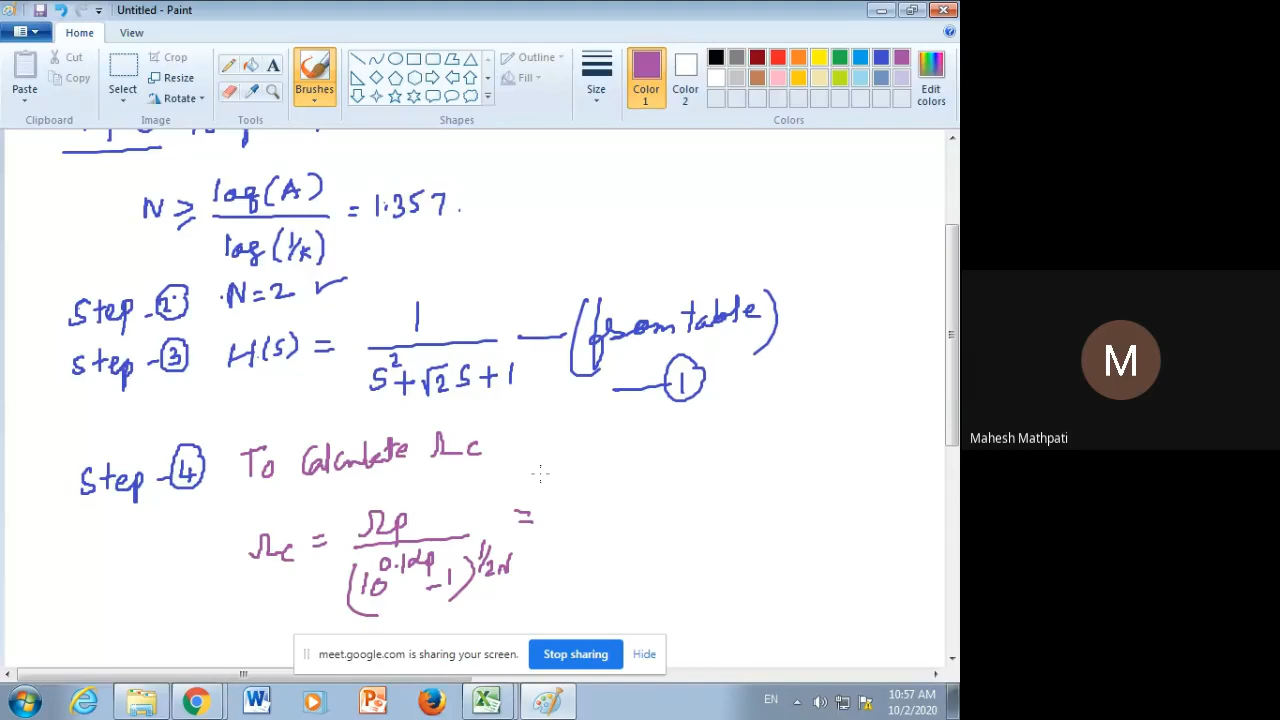 Untitled - Paint
Home View
Paste
Cut
Copy
Clipboard
Select
Crop
Resize
Rotate
Image
Tools
Brushes
Shapes
Outline
Fill
Size
Color 1
Color 2
Edit colors
Colors
N ≥ log(A) / log(1/K) = 1.357.
Step-② N=2 ✓
Step-③ H(s) = 1 / (s²+√2 s+1) — (from table)
— ①
Step-④ To Calculate Ωc
Ωc = Ωp / (10^0.1αp -1)^1/2N =
M
Mahesh Mathpati
meet.google.com is sharing your screen. Stop sharing Hide
EN
10:57 AM
10/2/2020